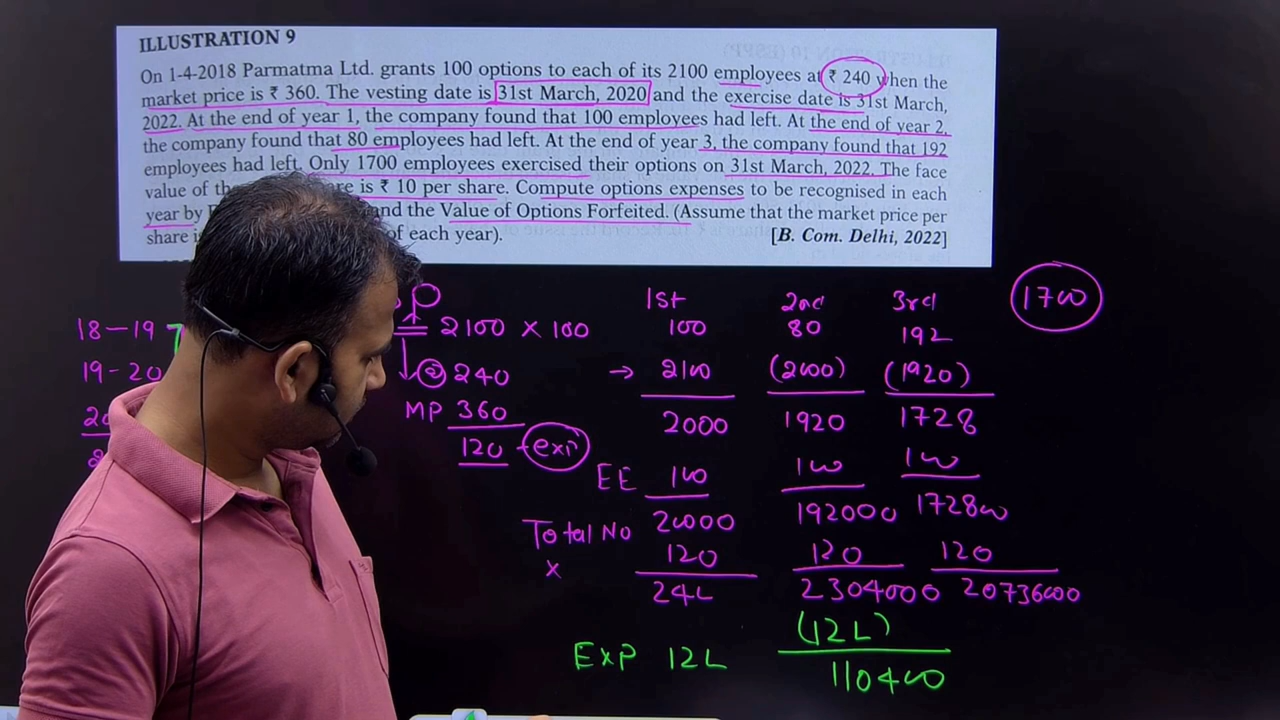 ILLUSTRATION 9
On 1-4-2018 Parmatma Ltd. grants 100 options to each of its 2100 employees at ₹ 240 when the
market price is ₹ 360. The vesting date is 31st March, 2020 and the exercise date is 31st March,
2022. At the end of year 1, the company found that 100 employees had left. At the end of year 2,
the company found that 80 employees had left. At the end of year 3, the company found that 192
employees had left. Only 1700 employees exercised their options on 31st March, 2022. The face
value of is ₹ 10 per share. Compute options expenses to be recognised in each
year by and the Value of Options Forfeited. (Assume that the market price per
share of each year).
[B. Com. Delhi, 2022]
1st 2nd 3rd 1700
18-19 2100 X 100 100 80 192
19-20 @ 240 → 2100 (2000) (1920)
MP 360 2000 1920 1728
120 - exp
EE 100 100 100
Total No 20000 192000 172800
X 120 120 120
24L 2304000 20736000
(12L)
EXP 12L 110400